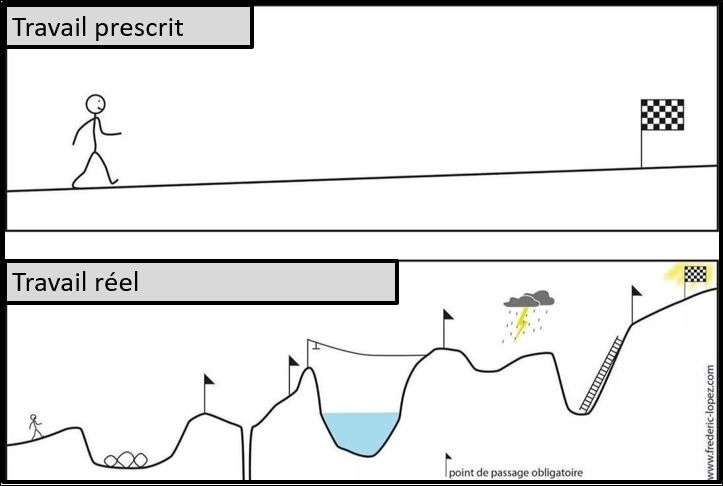 Travail prescrit
Travail réel
point de passage obligatoire
www.frederic-lopez.com